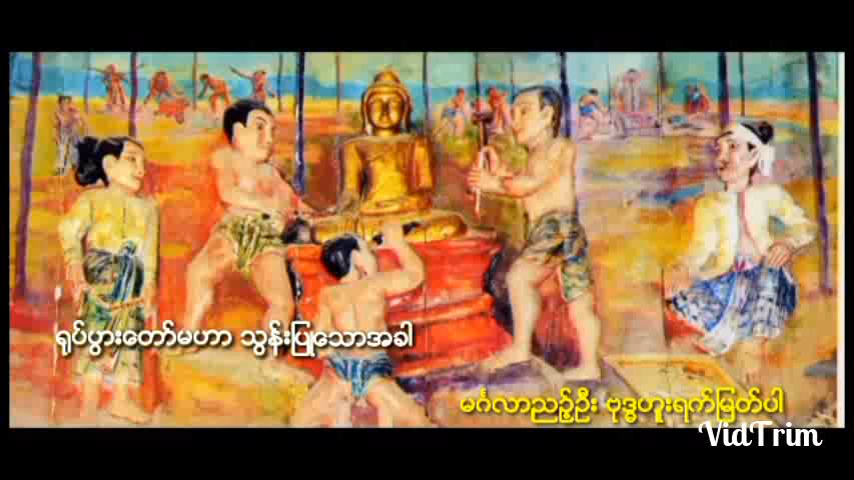 ရုပ်ပွားတော်မဟာ သွန်းပြုသောအခါ
မင်္ဂလာညဉ့်ဦး ဗုဒ္ဓဟူးရက်မြတ်ပါ
VidTrim